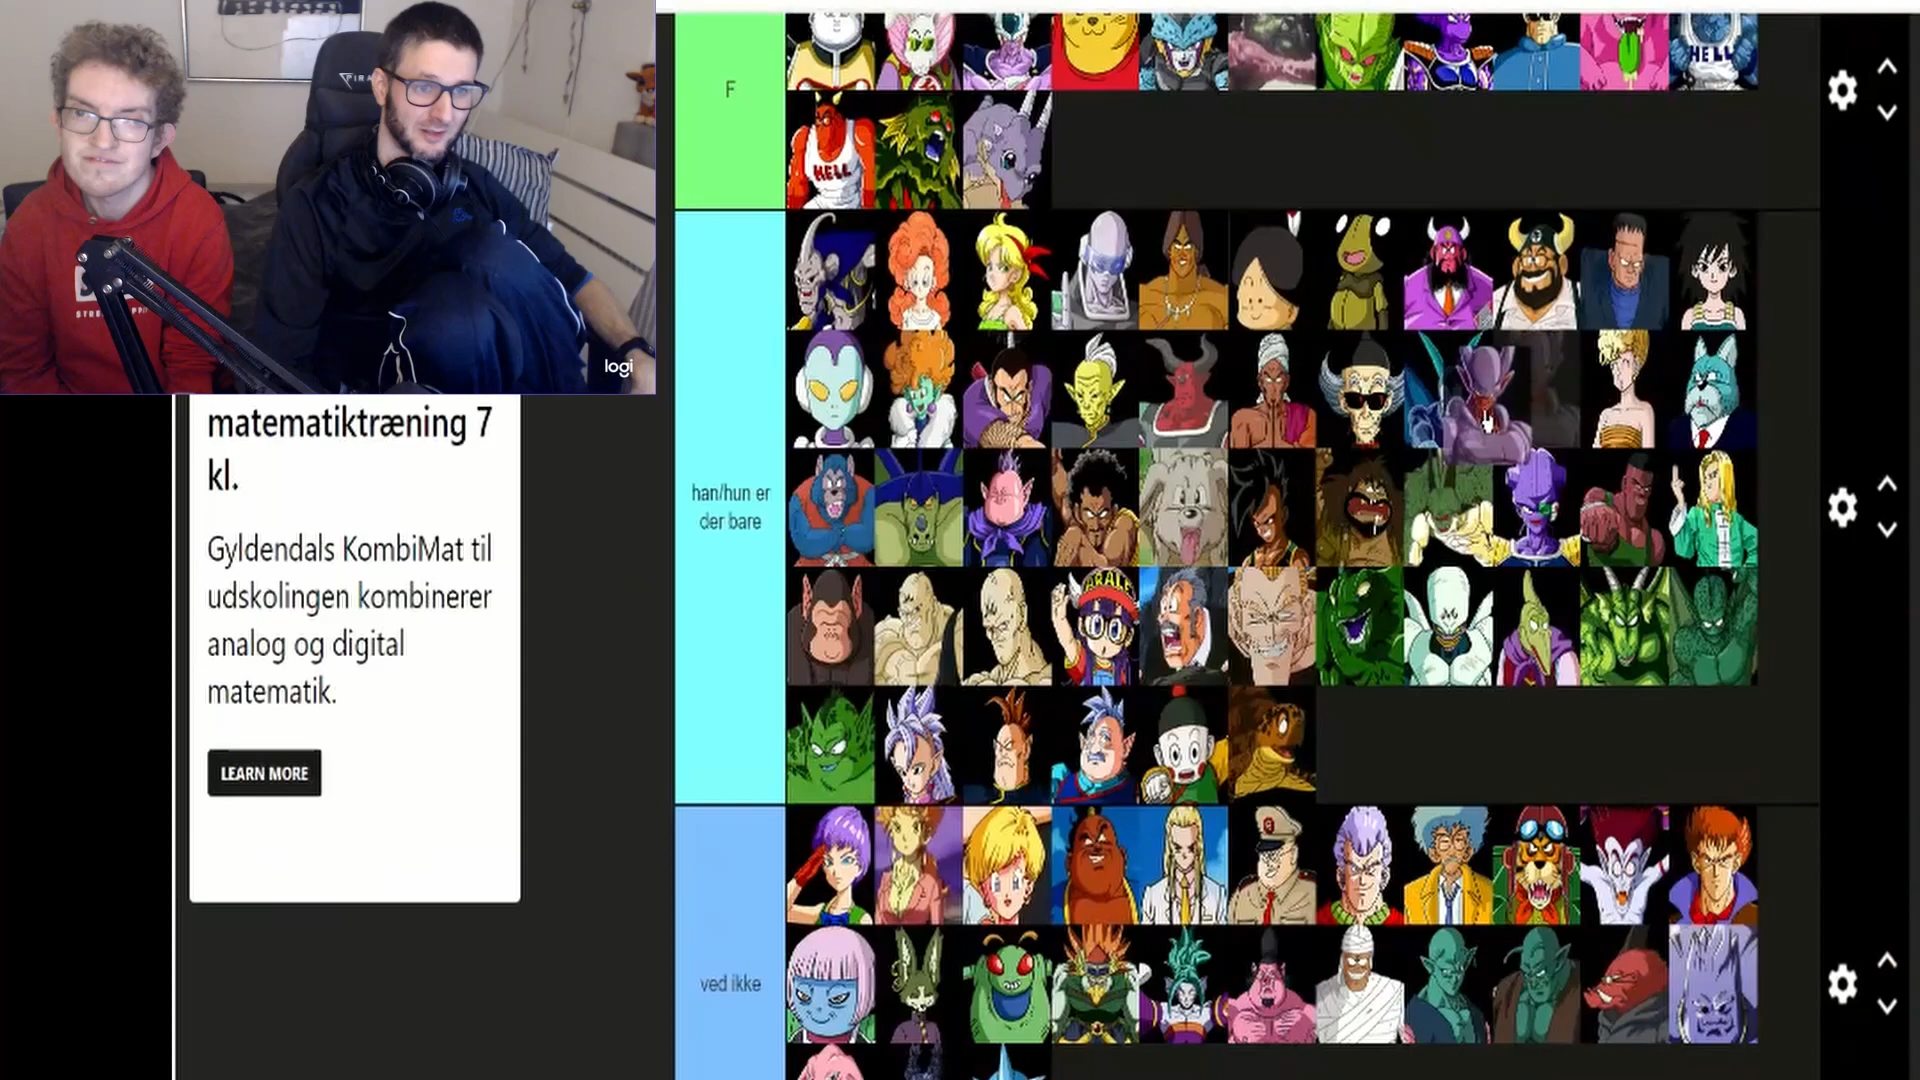 F
HELL
HELL
logi
matematiktræning 7
kl.
Gyldendals KombiMat til
udskolingen kombinerer
analog og digital
matematik.
LEARN MORE
han/hun er
der bare
ARALE
ved ikke